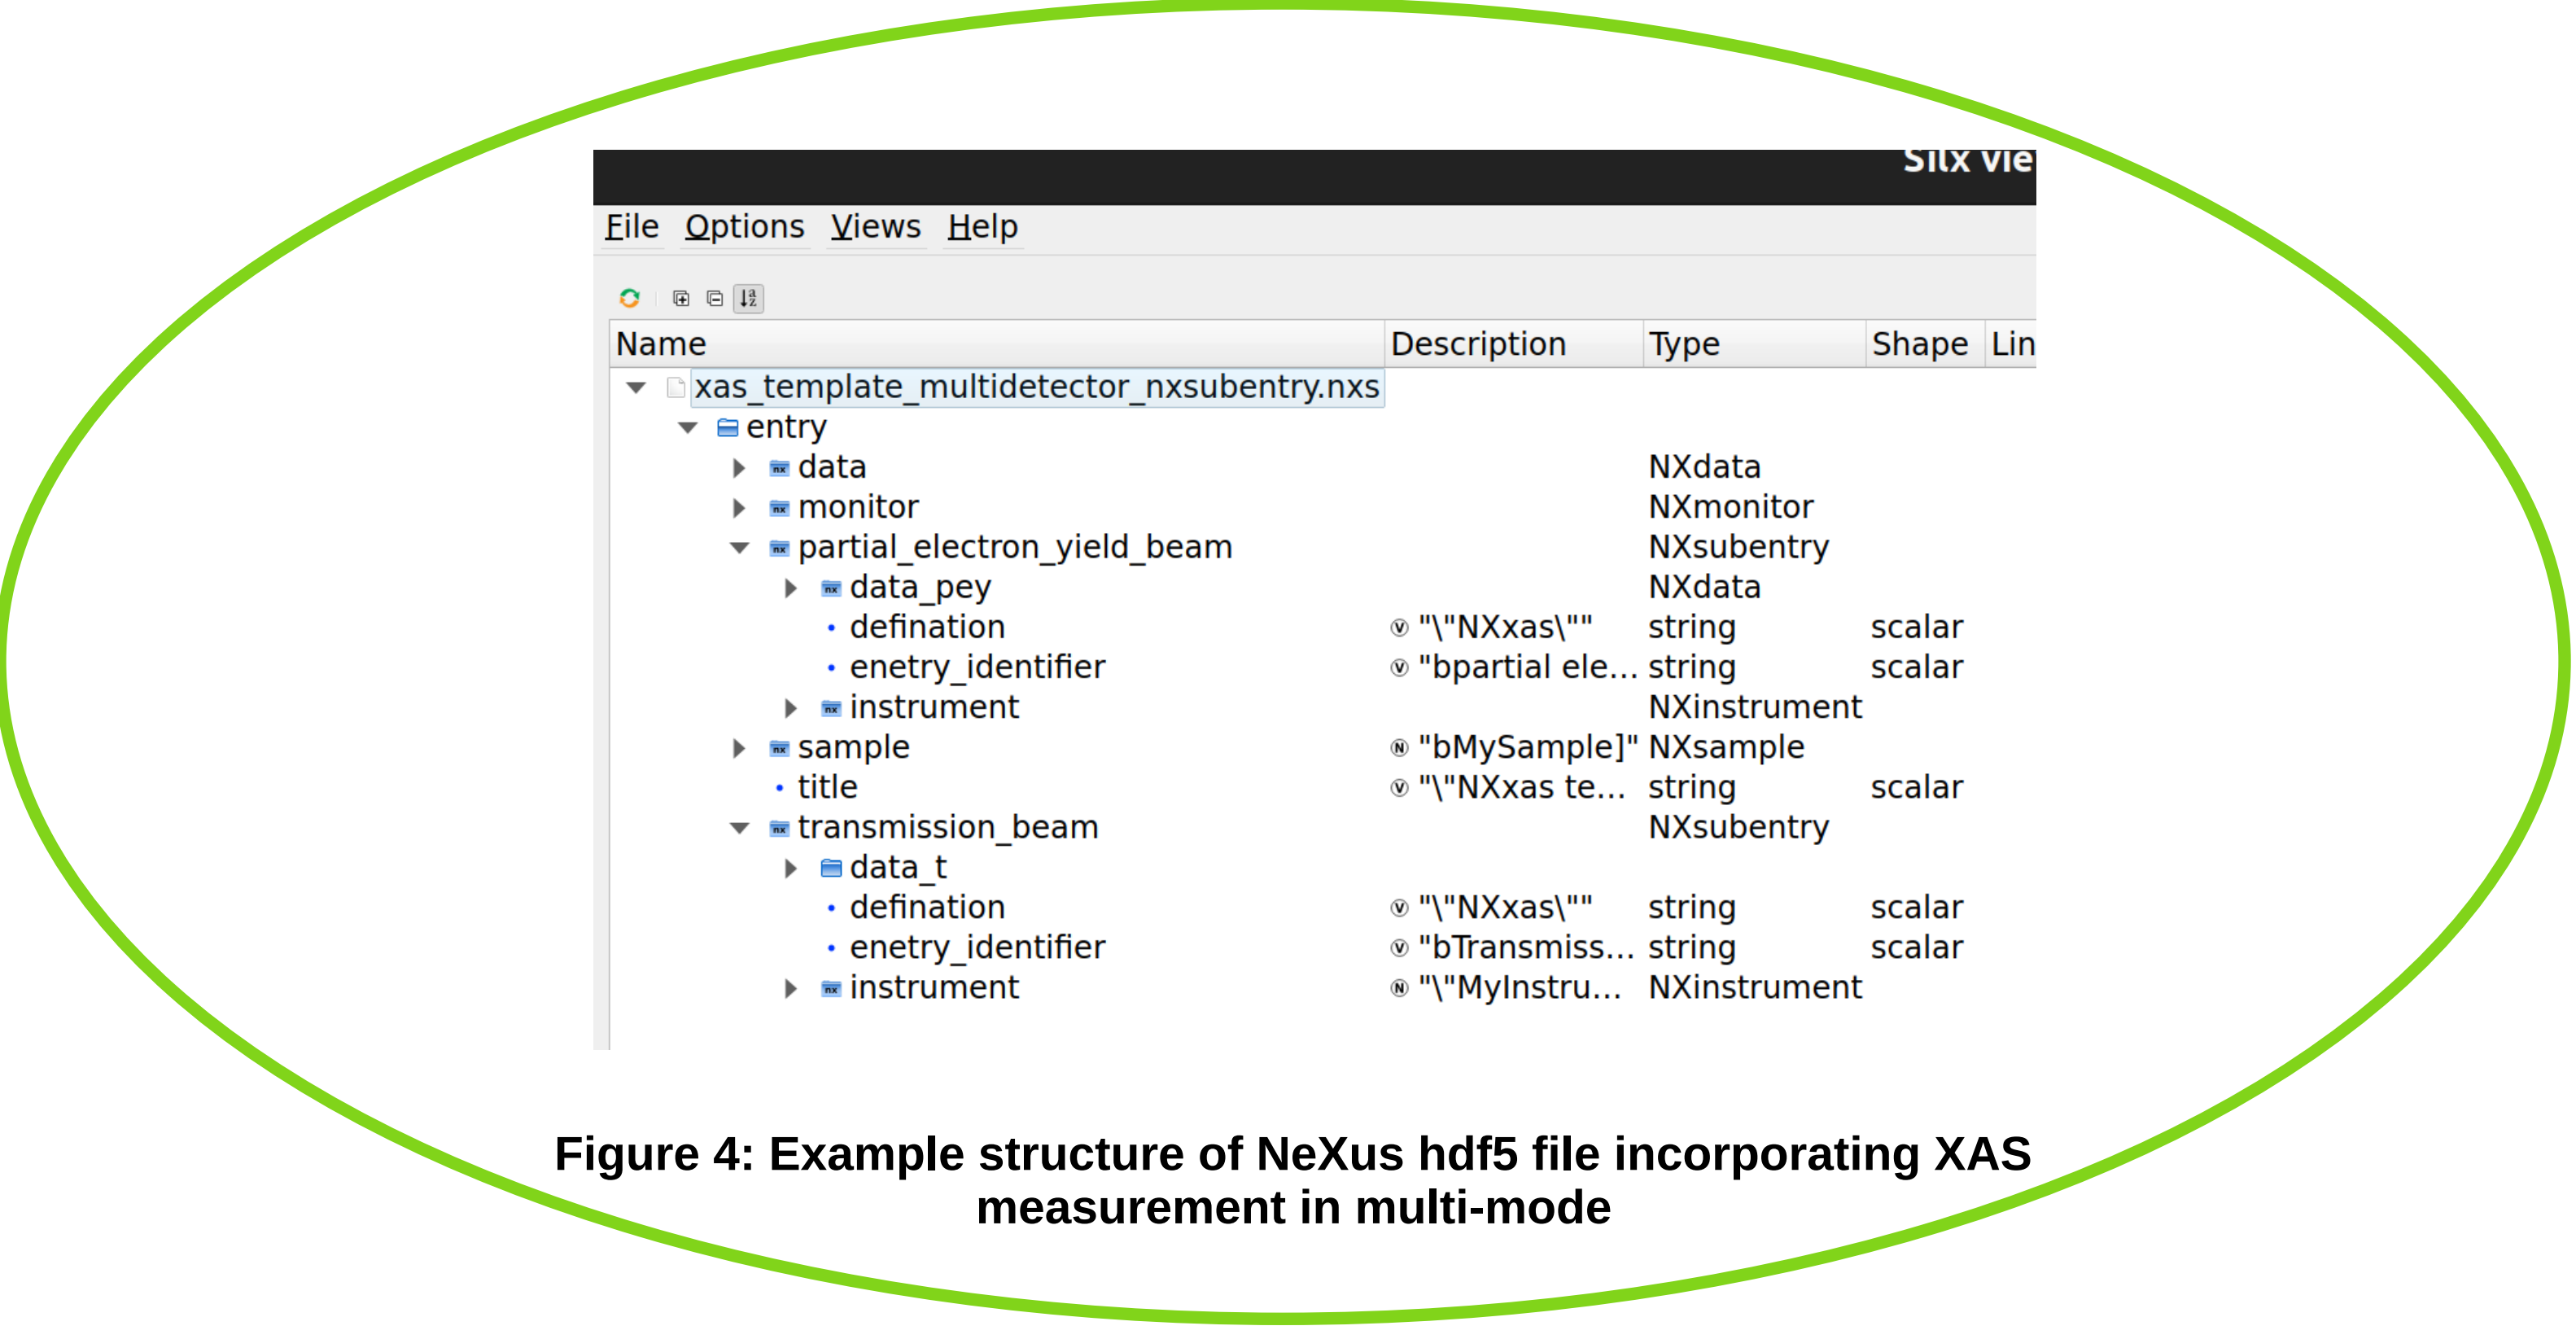 Silx vie
File Options Views Help
Name Description Type Shape Lin
xas_template_multidetector_nxsubentry.nxs
entry
data NXdata
monitor NXmonitor
partial_electron_yield_beam NXsubentry
data_pey NXdata
defination "\"NXxas\"" string scalar
enetry_identifier "bpartial ele... string scalar
instrument NXinstrument
sample "bMySample]" NXsample
title "\"NXxas te... string scalar
transmission_beam NXsubentry
data_t
defination "\"NXxas\"" string scalar
enetry_identifier "bTransmiss... string scalar
instrument "\"MyInstru... NXinstrument
Figure 4: Example structure of NeXus hdf5 file incorporating XAS
measurement in multi-mode